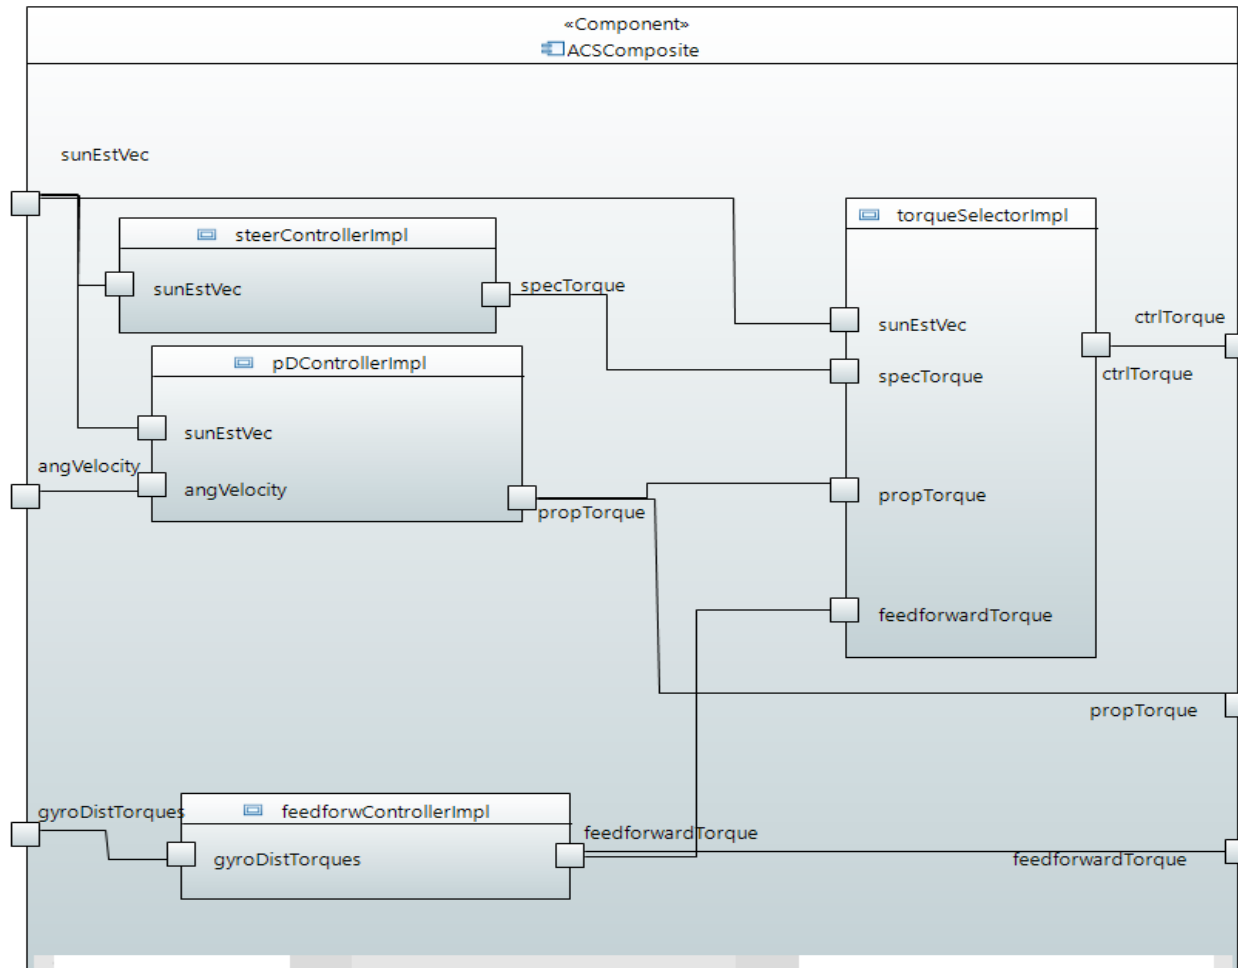 «Component»
ACSComposite
sunEstVec
steerControllerImpl
sunEstVec
specTorque
torqueSelectorImpl
sunEstVec
specTorque
propTorque
feedforwardTorque
ctrlTorque
ctrlTorque
pDControllerImpl
sunEstVec
angVelocity
angVelocity
propTorque
propTorque
gyroDistTorques
feedforwControllerImpl
gyroDistTorques
feedforwardTorque
feedforwardTorque